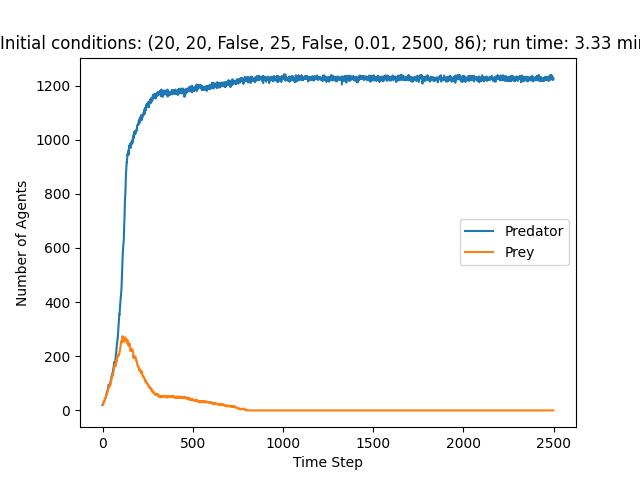 Initial conditions: (20, 20, False, 25, False, 0.01, 2500, 86); run time: 3.33 min
1200
1000
800
600
400
200
0
Number of Agents
Predator
Prey
0 500 1000 1500 2000 2500
Time Step